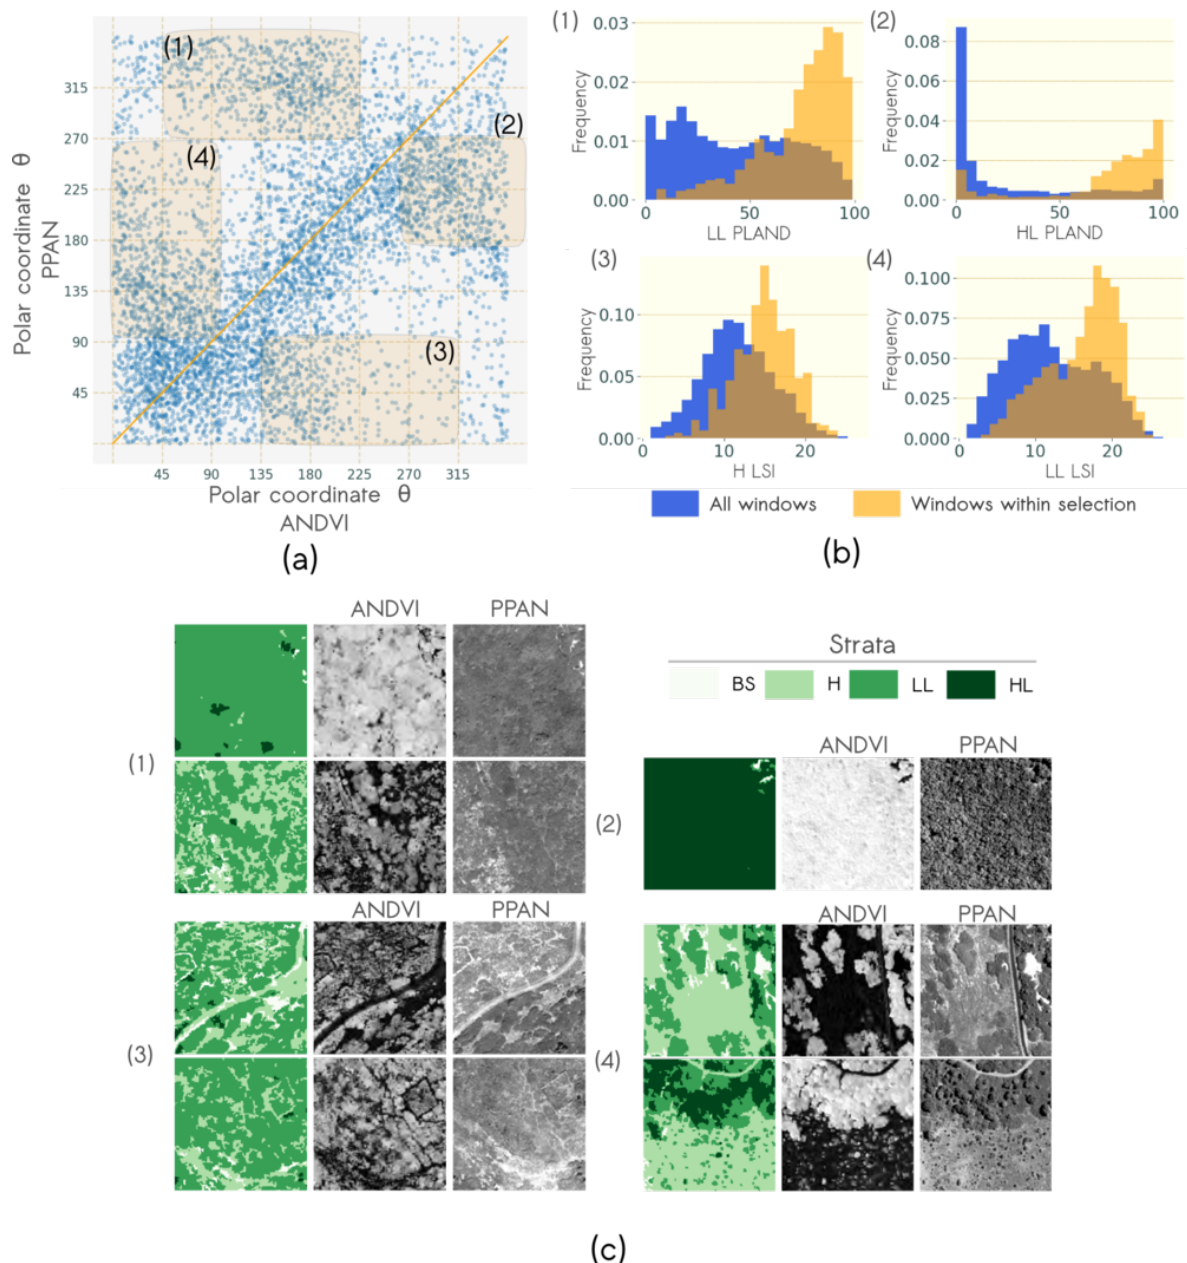 (1)
(2)
(3)
(4)
315
270
225
180
135
90
45
45 90 135 180 225 270 315
Polar coordinate θ
PPAN
Polar coordinate θ
ANDVI
(a)
(1)
0.03
0.02
0.01
0.00
Frequency
0 50 100
LL PLAND
(2)
0.08
0.06
0.04
0.02
0.00
Frequency
0 50 100
HL PLAND
(3)
0.10
0.05
0.00
Frequency
0 10 20
H LSI
(4)
0.100
0.075
0.050
0.025
0.000
Frequency
0 10 20
LL LSI
All windows
Windows within selection
(b)
ANDVI PPAN
(1)
Strata
BS H LL HL
ANDVI PPAN
(2)
ANDVI PPAN
(3)
ANDVI PPAN
(4)
(c)